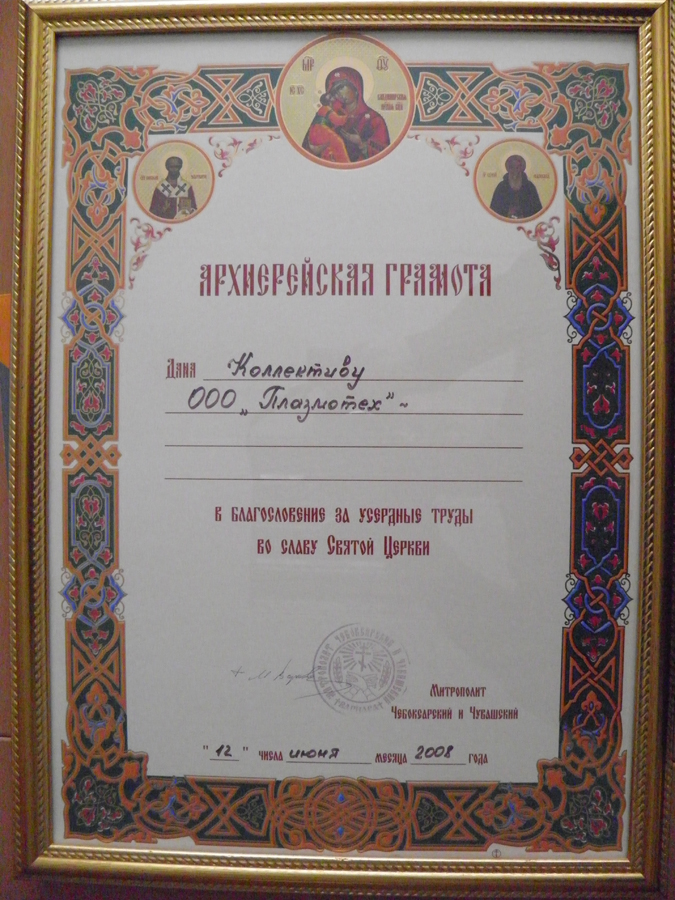 АРХИЕРЕЙСКАЯ ГРАМОТА
Дана Коллективу
ООО „Плазмотех"~
в благословение за усердные труды
во славу Святой Церкви
Митрополит
Чебоксарский и Чувашский
"12" числа июня месяца 2008 года